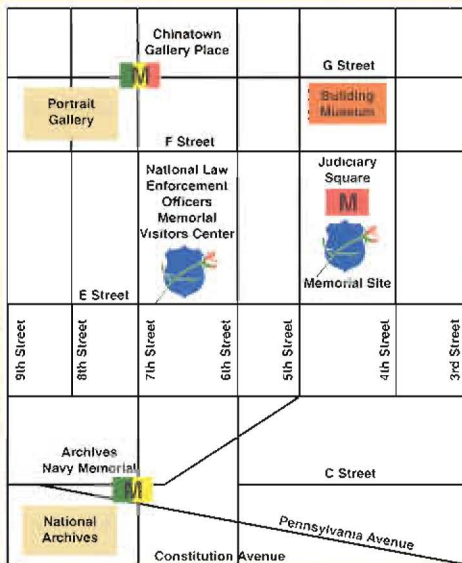 Chinatown
Gallery Place
M
G Street
Portrait
Gallery
Building
Museum
F Street
National Law
Enforcement
Officers
Memorial
Visitors Center
Judiciary
Square
M
Memorial Site
E Street
9th Street
8th Street
7th Street
6th Street
5th Street
4th Street
3rd Street
Archives
Navy Memorial
M
C Street
National
Archives
Pennsylvania Avenue
Constitution Avenue